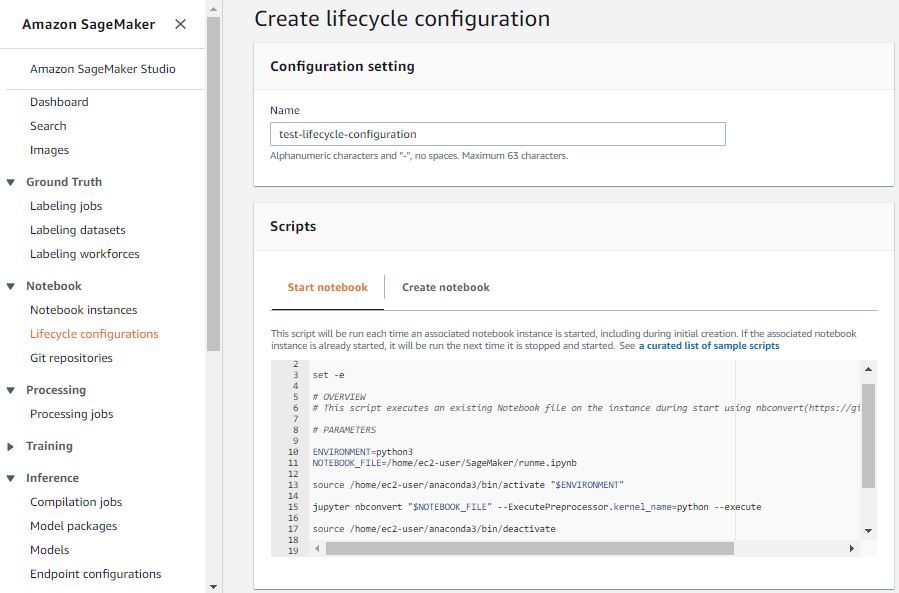 Amazon SageMaker
Amazon SageMaker Studio
Dashboard
Search
Images
Ground Truth
Labeling jobs
Labeling datasets
Labeling workforces
Notebook
Notebook instances
Lifecycle configurations
Git repositories
Processing
Processing jobs
Training
Inference
Compilation jobs
Model packages
Models
Endpoint configurations
Create lifecycle configuration
Configuration setting
Name
test-lifecycle-configuration
Alphanumeric characters and "-", no spaces. Maximum 63 characters.
Scripts
Start notebook Create notebook
This script will be run each time an associated notebook instance is started, including during initial creation. If the associated notebook
instance is already started, it will be run the next time it is stopped and started. See a curated list of sample scripts
2
3 set -e
4
5 # OVERVIEW
6 # This script executes an existing Notebook file on the instance during start using nbconvert(https://gi
7
8 # PARAMETERS
9
10 ENVIRONMENT=python3
11 NOTEBOOK_FILE=/home/ec2-user/SageMaker/runme.ipynb
12
13 source /home/ec2-user/anaconda3/bin/activate "$ENVIRONMENT"
14
15 jupyter nbconvert "$NOTEBOOK_FILE" --ExecutePreprocessor.kernel_name=python --execute
16
17 source /home/ec2-user/anaconda3/bin/deactivate
18
19